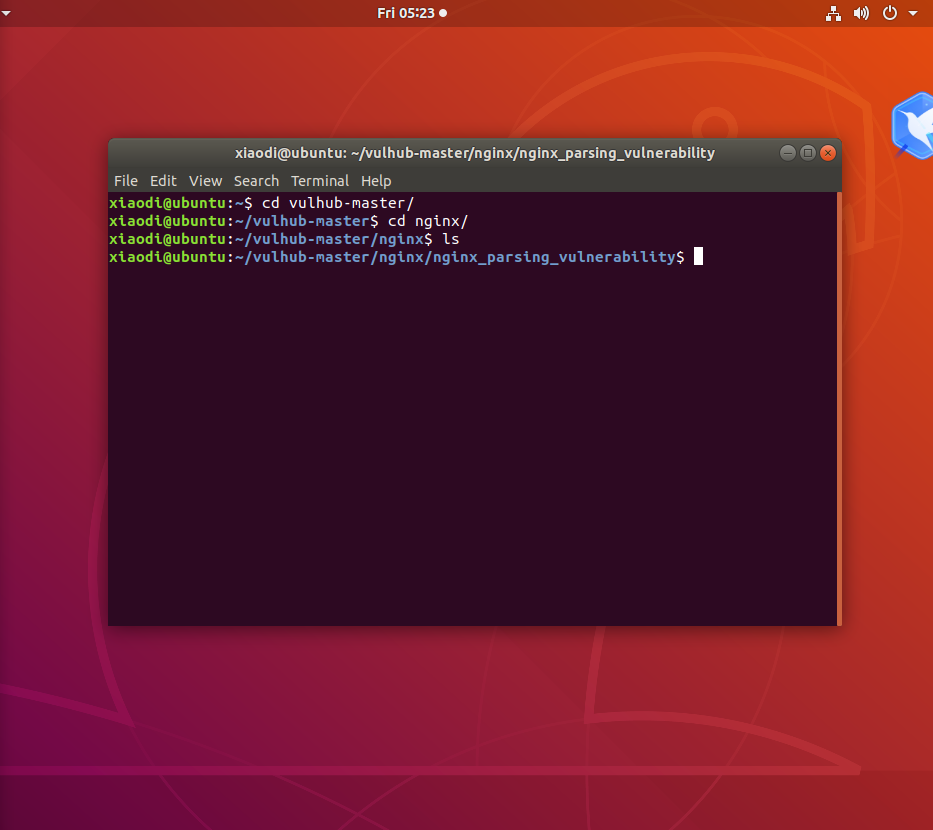 Fri 05:23
xiaodi@ubuntu: ~/vulhub-master/nginx/nginx_parsing_vulnerability
File Edit View Search Terminal Help
xiaodi@ubuntu:~$ cd vulhub-master/
xiaodi@ubuntu:~/vulhub-master$ cd nginx/
xiaodi@ubuntu:~/vulhub-master/nginx$ ls
xiaodi@ubuntu:~/vulhub-master/nginx/nginx_parsing_vulnerability$